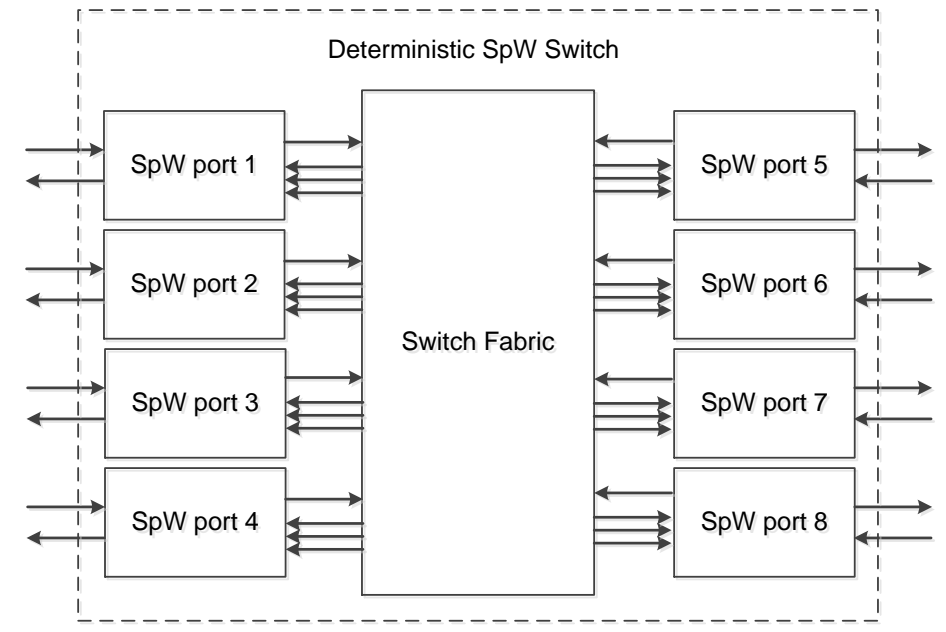 Deterministic SpW Switch
SpW port 1
SpW port 2
SpW port 3
SpW port 4
Switch Fabric
SpW port 5
SpW port 6
SpW port 7
SpW port 8